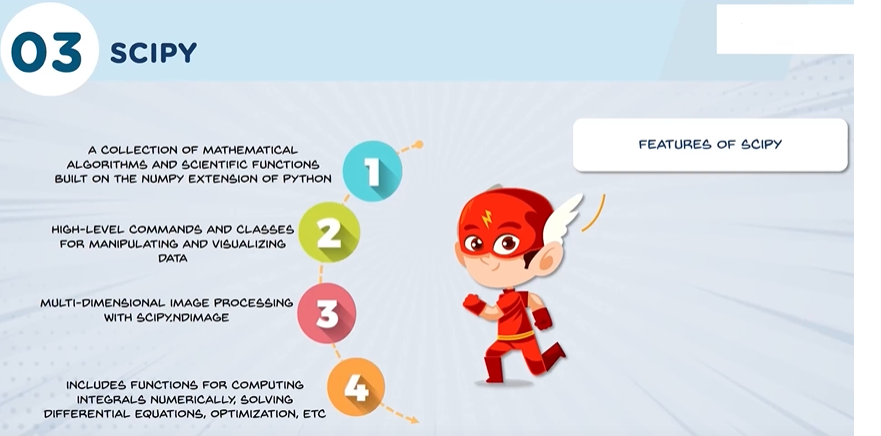 03 SCIPY
FEATURES OF SCIPY
1
A COLLECTION OF MATHEMATICAL
ALGORITHMS AND SCIENTIFIC FUNCTIONS
BUILT ON THE NUMPY EXTENSION OF PYTHON
2
HIGH-LEVEL COMMANDS AND CLASSES
FOR MANIPULATING AND VISUALIZING
DATA
3
MULTI-DIMENSIONAL IMAGE PROCESSING
WITH SCIPY.NDIMAGE
4
INCLUDES FUNCTIONS FOR COMPUTING
INTEGRALS NUMERICALLY, SOLVING
DIFFERENTIAL EQUATIONS, OPTIMIZATION, ETC